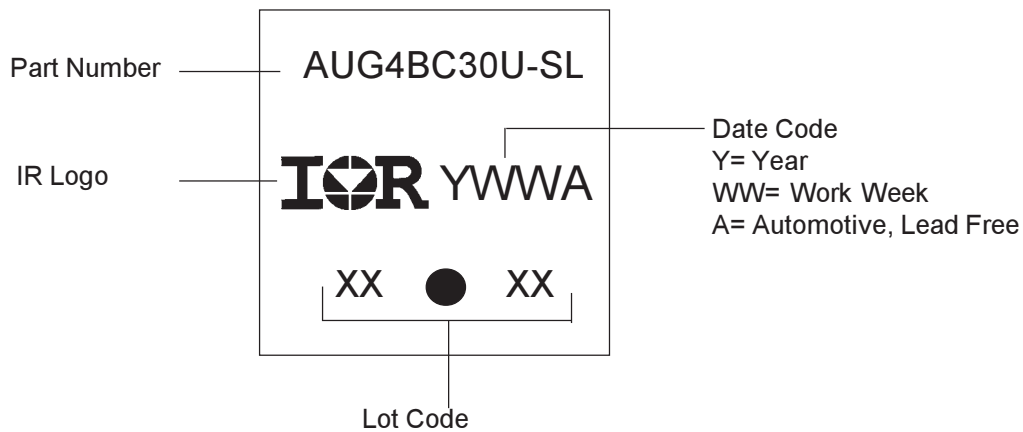 Part Number
AUG4BC30U-SL
IR Logo
IOR YWWA
Date Code
Y= Year
WW= Work Week
A= Automotive, Lead Free
XX ● XX
Lot Code